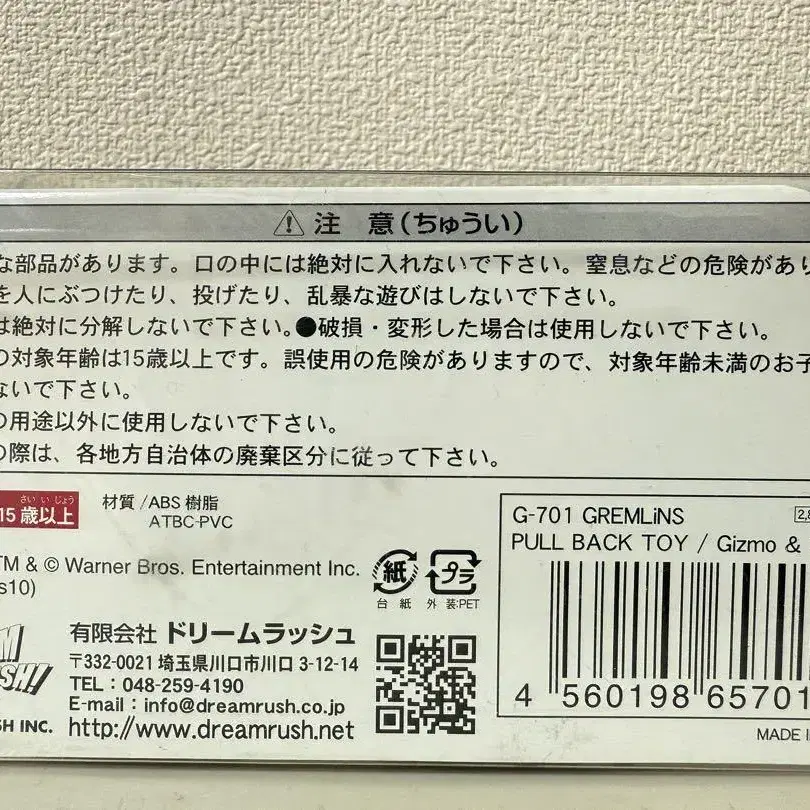 ⚠ 注 意(ちゅうい)
な部品があります。口の中には絶対に入れないで下さい。窒息などの危険があり
を人にぶつけたり、投げたり、乱暴な遊びはしないで下さい。
は絶対に分解しないで下さい。●破損・変形した場合は使用しないで下さい。
の対象年齢は15歳以上です。誤使用の危険がありますので、対象年齢未満のお子
ないで下さい。
の用途以外に使用しないで下さい。
の際は、各地方自治体の廃棄区分に従って下さい。
さい いじょう
15歳以上
材質/ABS 樹脂
ATBC-PVC
TM & © Warner Bros. Entertainment Inc.
s10)
紙 プラ
台 紙 外 装:PET
G-701 GREMLiNS
PULL BACK TOY / Gizmo &
4 560198 65701
MADE I
有限会社 ドリームラッシュ
〒332-0021 埼玉県川口市川口 3-12-14
TEL : 048-259-4190
E-mail : info@dreamrush.co.jp
http://www.dreamrush.net
SH INC.